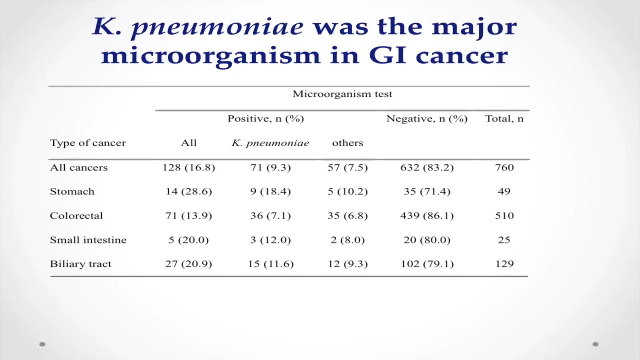 K. pneumoniae was the major
microorganism in GI cancer
Microorganism test
Positive, n (%) Negative, n (%) Total, n
Type of cancer All K. pneumoniae others
All cancers 128 (16.8) 71 (9.3) 57 (7.5) 632 (83.2) 760
Stomach 14 (28.6) 9 (18.4) 5 (10.2) 35 (71.4) 49
Colorectal 71 (13.9) 36 (7.1) 35 (6.8) 439 (86.1) 510
Small intestine 5 (20.0) 3 (12.0) 2 (8.0) 20 (80.0) 25
Biliary tract 27 (20.9) 15 (11.6) 12 (9.3) 102 (79.1) 129